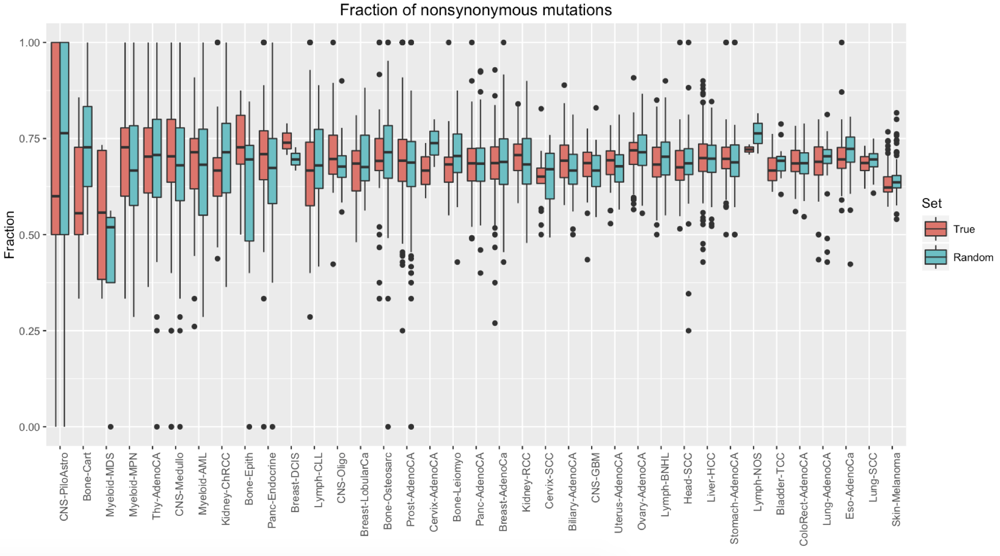 Fraction of nonsynonymous mutations
1.00
0.75
0.50
0.25
0.00
Fraction
CNS-PiloAstro
Bone-Cart
Myeloid-MDS
Myeloid-MPN
Thy-AdenoCA
CNS-Medullo
Myeloid-AML
Kidney-ChRCC
Bone-Epith
Panc-Endocrine
Breast-DCIS
Lymph-CLL
CNS-Oligo
Breast-LobularCa
Bone-Osteosarc
Prost-AdenoCA
Cervix-AdenoCA
Bone-Leiomyo
Panc-AdenoCA
Breast-AdenoCa
Kidney-RCC
Cervix-SCC
Biliary-AdenoCA
CNS-GBM
Uterus-AdenoCA
Ovary-AdenoCA
Lymph-BNHL
Head-SCC
Liver-HCC
Stomach-AdenoCA
Lymph-NOS
Bladder-TCC
ColoRect-AdenoCA
Lung-AdenoCA
Eso-AdenoCa
Lung-SCC
Skin-Melanoma
Set
True
Random